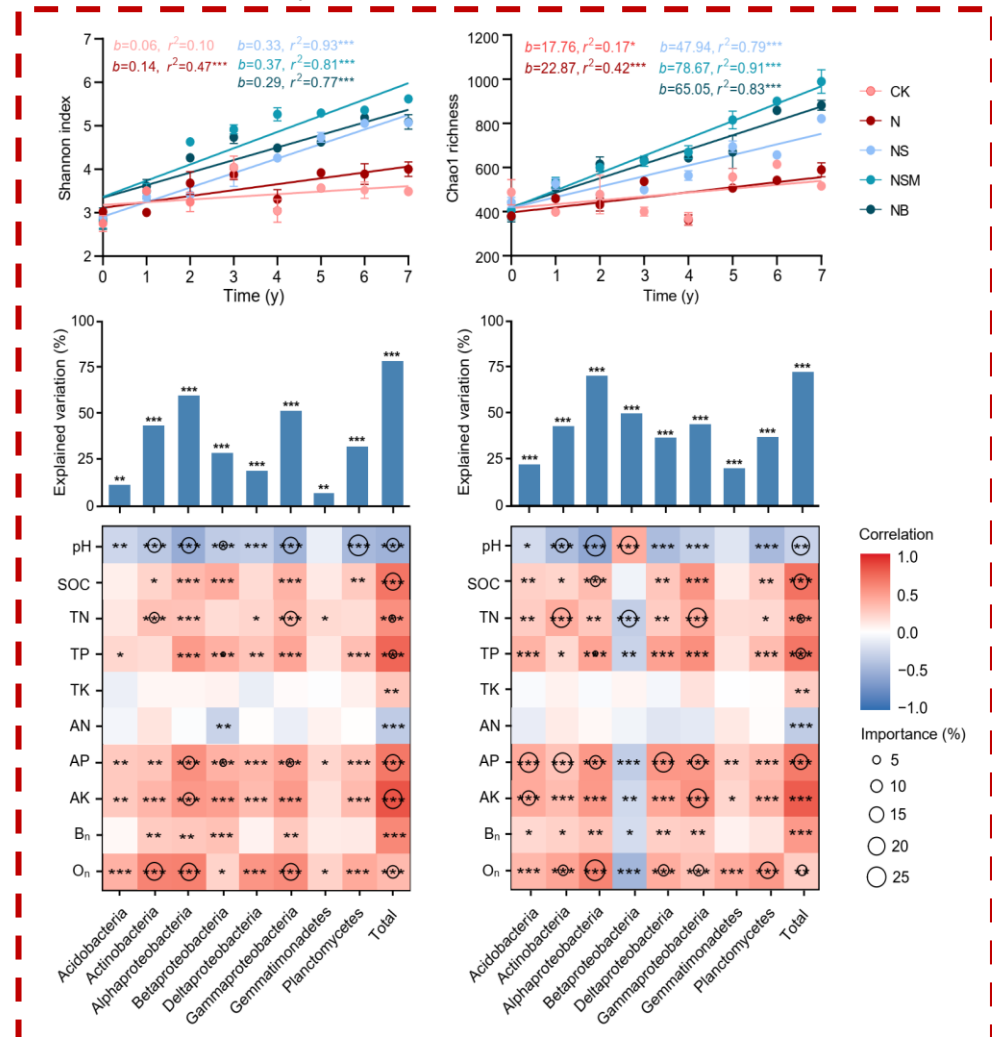 b=0.06, r²=0.10 b=0.33, r²=0.93***
b=0.37, r²=0.81***
b=0.14, r²=0.47***
b=0.29, r²=0.77***
Shannon index
7
6
5
4
3
2
0 1 2 3 4 5 6 7
Time (y)
b=17.76, r²=0.17* b=47.94, r²=0.79***
b=22.87, r²=0.42*** b=78.67, r²=0.91***
b=65.05, r²=0.83***
Chao1 richness
1200
1000
800
600
400
200
0 1 2 3 4 5 6 7
Time (y)
CK
N
NS
NSM
NB
Explained variation (%)
100
75
50
25
0
** *** *** *** *** *** ** *** ***
Explained variation (%)
100
75
50
25
0
*** *** *** *** *** *** *** *** ***
pH ** *** *** *** *** *** *** ***
SOC * *** *** *** ** ***
TN *** *** * *** * ***
TP * *** *** ** *** *** ***
TK **
AN ** ***
AP ** ** *** *** *** *** * *** ***
AK ** *** *** *** *** *** *** ***
Bₙ ** ** *** ** ***
Oₙ *** *** *** * *** *** * *** ***
Acidobacteria
Actinobacteria
Alphaproteobacteria
Betaproteobacteria
Deltaproteobacteria
Gammaproteobacteria
Gemmatimonadetes
Planctomycetes
Total
pH * *** *** *** *** *** *** **
SOC ** * *** ** *** ** ***
TN ** *** ** *** ** *** * ***
TP *** * *** ** *** *** *** ***
TK **
AN ***
AP *** *** *** *** *** *** ** *** ***
AK *** *** *** ** *** *** * *** ***
Bₙ * * ** * ** ** ***
Oₙ *** *** *** *** *** *** *** *** **
Acidobacteria
Actinobacteria
Alphaproteobacteria
Betaproteobacteria
Deltaproteobacteria
Gammaproteobacteria
Gemmatimonadetes
Planctomycetes
Total
Correlation
1.0
0.5
0.0
−0.5
−1.0
Importance (%)
5
10
15
20
25